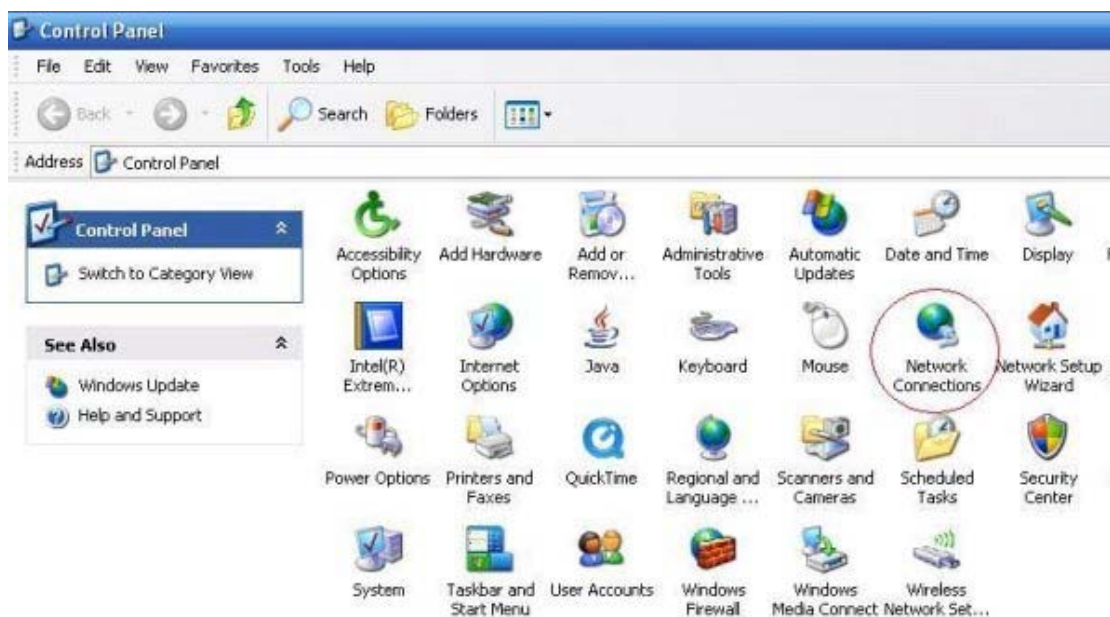 Control Panel
File Edit View Favorites Tools Help
Back Search Folders
Address Control Panel
Control Panel
Switch to Category View
See Also
Windows Update
Help and Support
Accessibility Options
Add Hardware
Add or Remov...
Administrative Tools
Automatic Updates
Date and Time
Display
Intel(R) Extrem...
Internet Options
Java
Keyboard
Mouse
Network Connections
Network Setup Wizard
Power Options
Printers and Faxes
QuickTime
Regional and Language ...
Scanners and Cameras
Scheduled Tasks
Security Center
System
Taskbar and Start Menu
User Accounts
Windows Firewall
Windows Media Connect
Wireless Network Set...